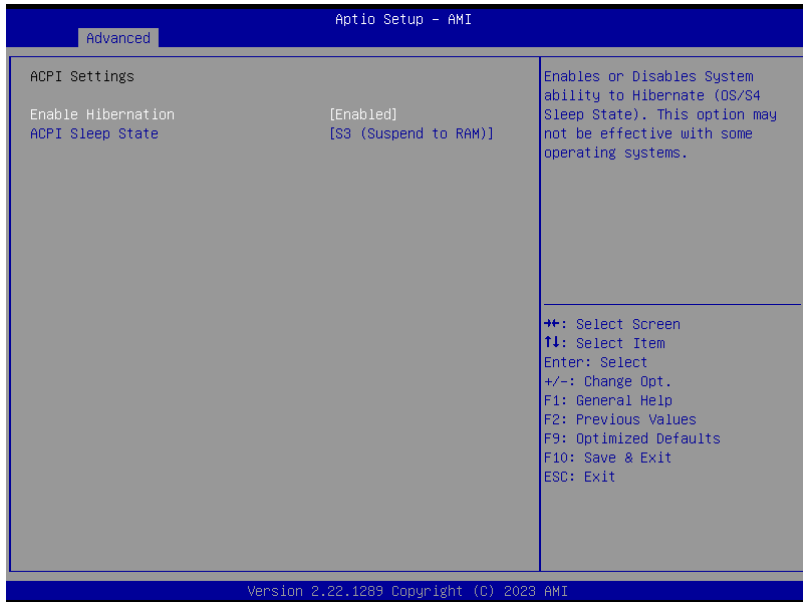 Aptio Setup – AMI
Advanced
ACPI Settings
Enable Hibernation [Enabled]
ACPI Sleep State [S3 (Suspend to RAM)]
Enables or Disables System
ability to Hibernate (OS/S4
Sleep State). This option may
not be effective with some
operating systems.
→←: Select Screen
↑↓: Select Item
Enter: Select
+/-: Change Opt.
F1: General Help
F2: Previous Values
F9: Optimized Defaults
F10: Save & Exit
ESC: Exit
Version 2.22.1289 Copyright (C) 2023 AMI